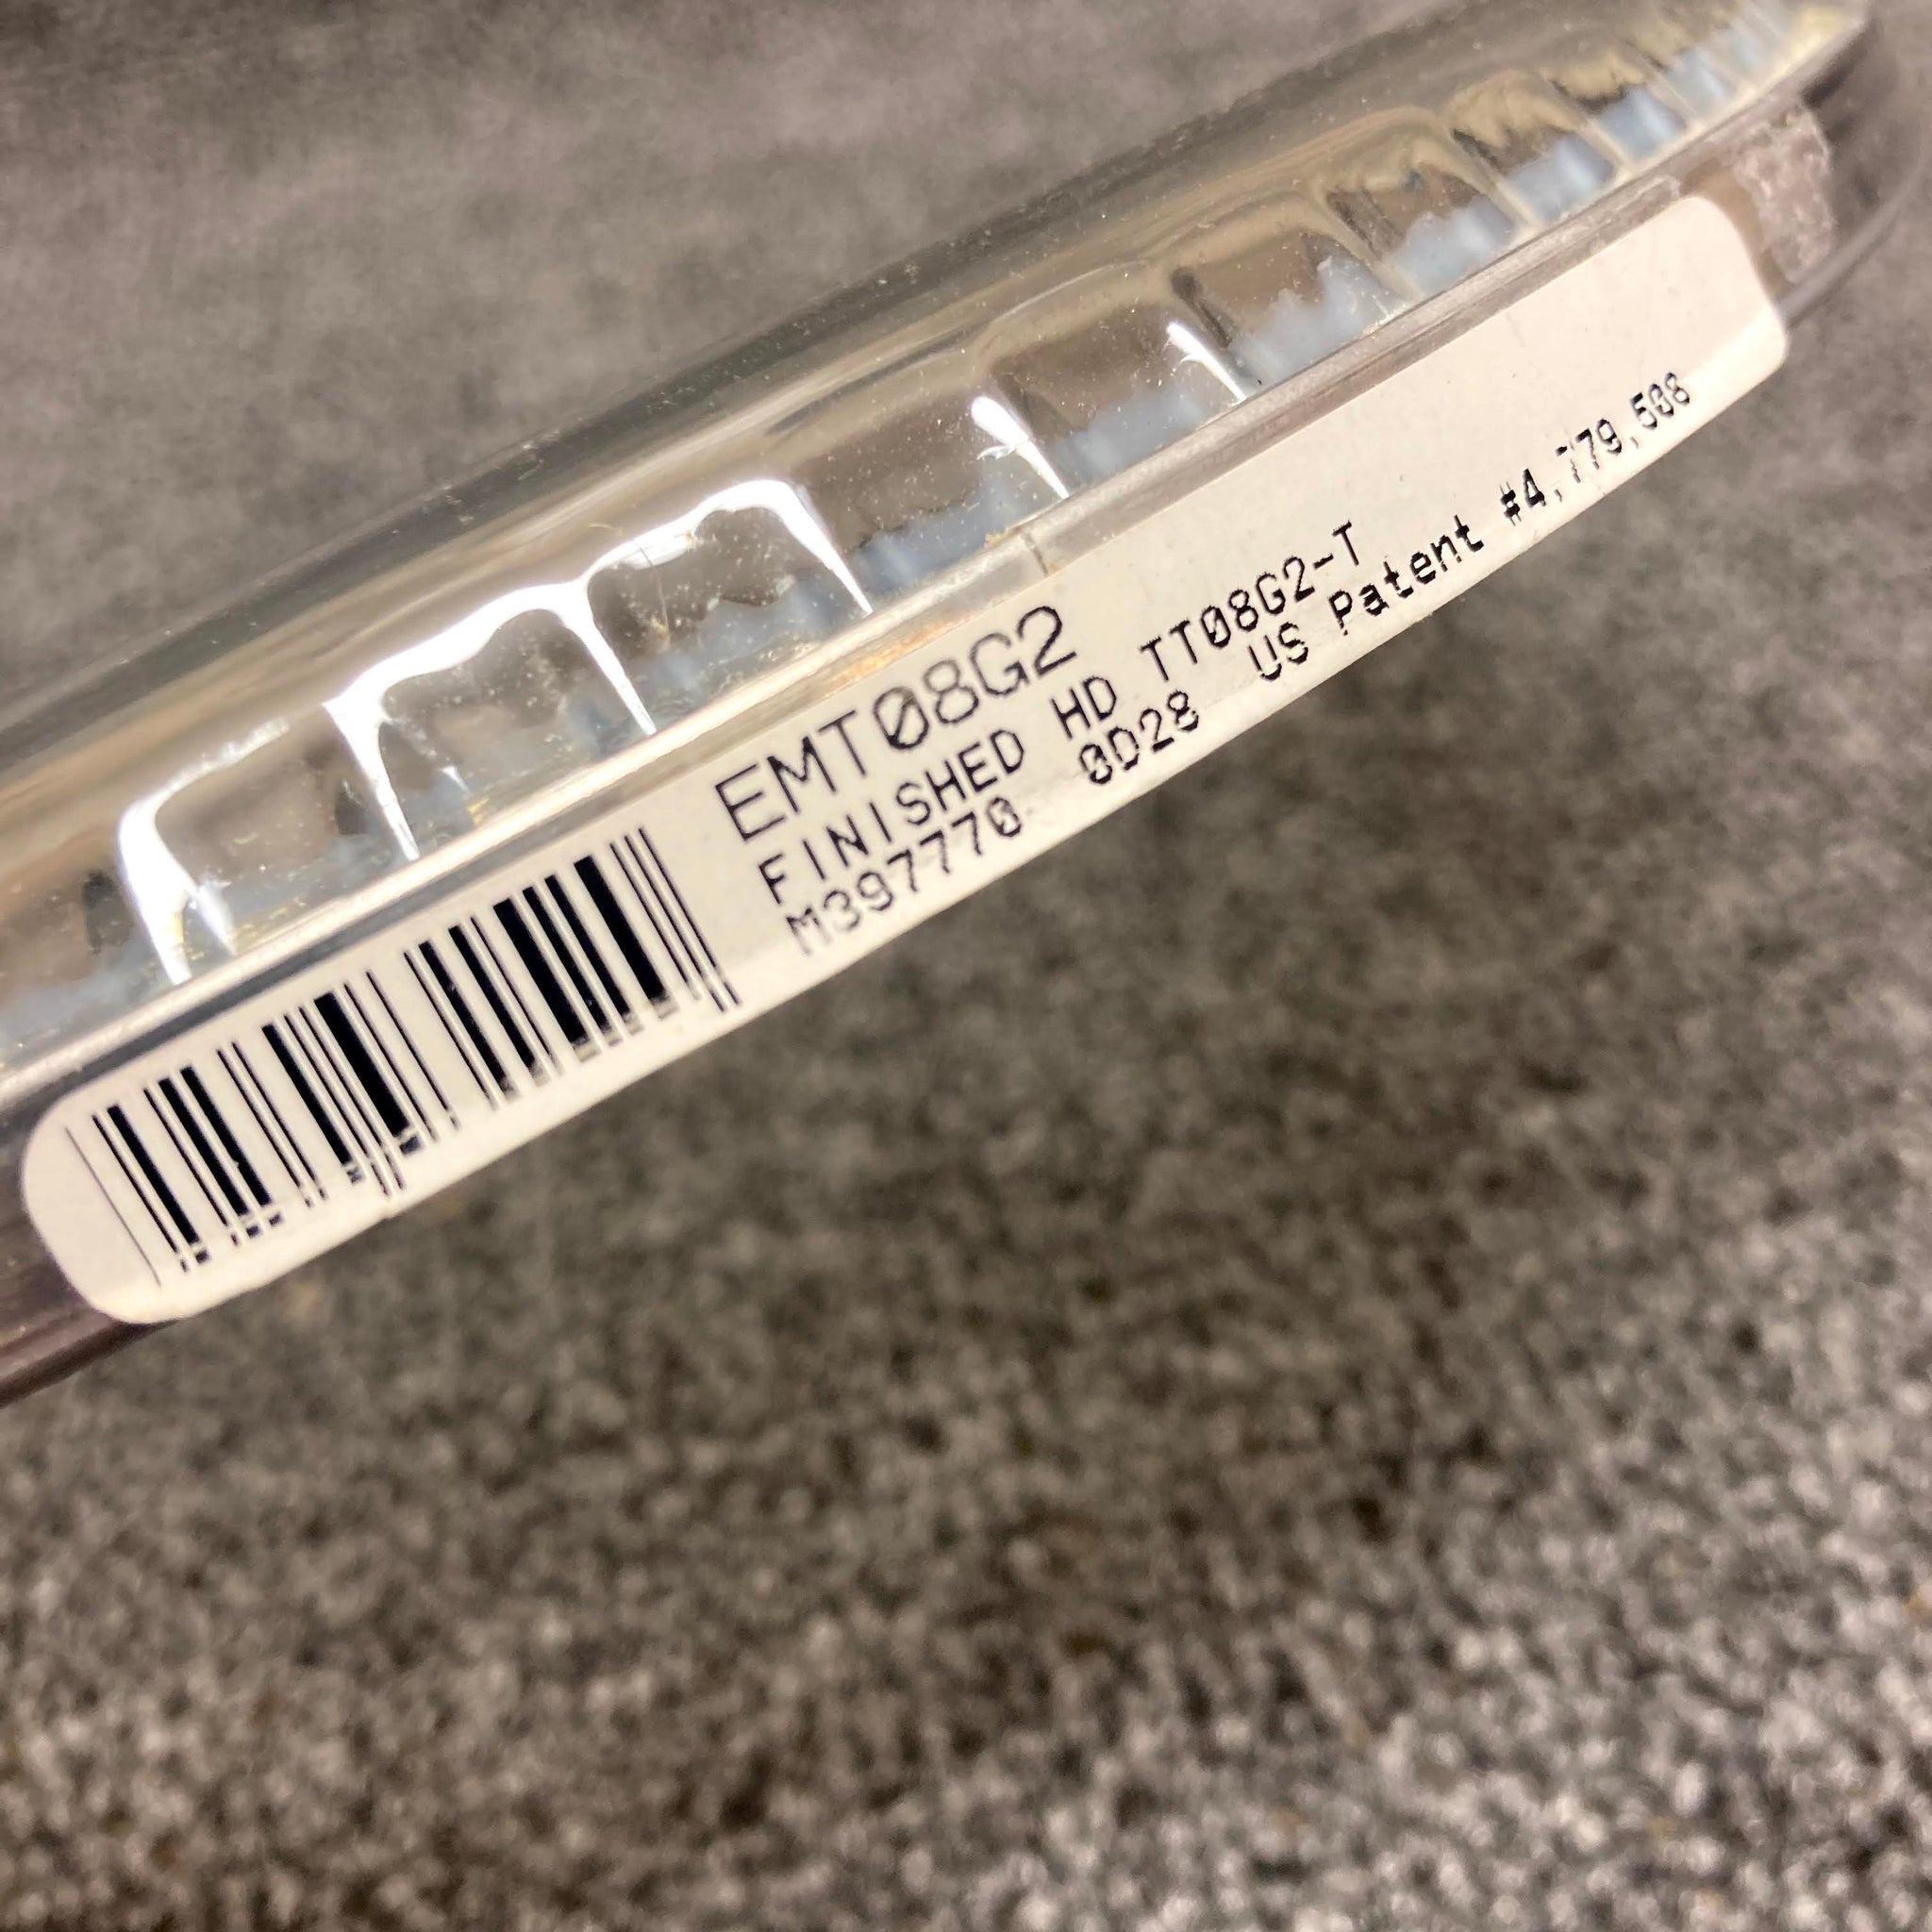 EMT08G2
FINISHED HD TT08G2-T
M397770 0D28 US Patent #4,779,508